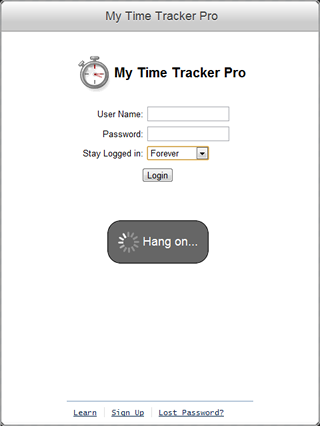 My Time Tracker Pro
My Time Tracker Pro
User Name:
Password:
Stay Logged in: Forever
Login
Hang on...
Learn Sign Up Lost Password?